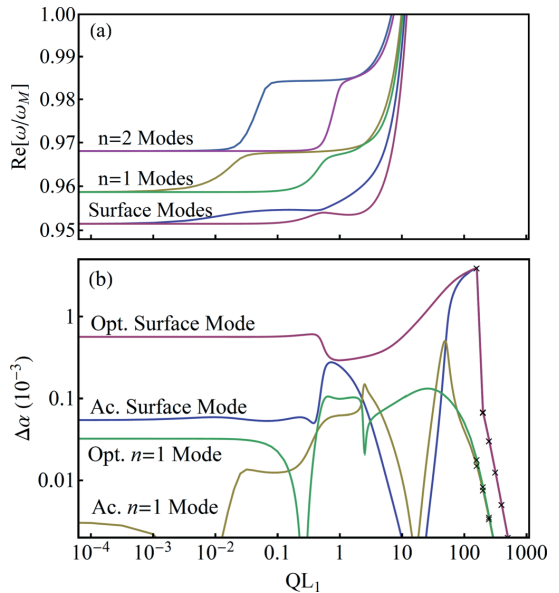 1.00
(a)
0.99
0.98
0.97
n=2 Modes
n=1 Modes
0.96
Surface Modes
0.95
Re[ω/ω_M]
(b)
1
Opt. Surface Mode
0.1
Ac. Surface Mode
Opt. n=1 Mode
0.01
Ac. n=1 Mode
Δα (10⁻³)
10⁻⁴ 10⁻³ 10⁻² 0.1 1 10 100 1000
QL₁